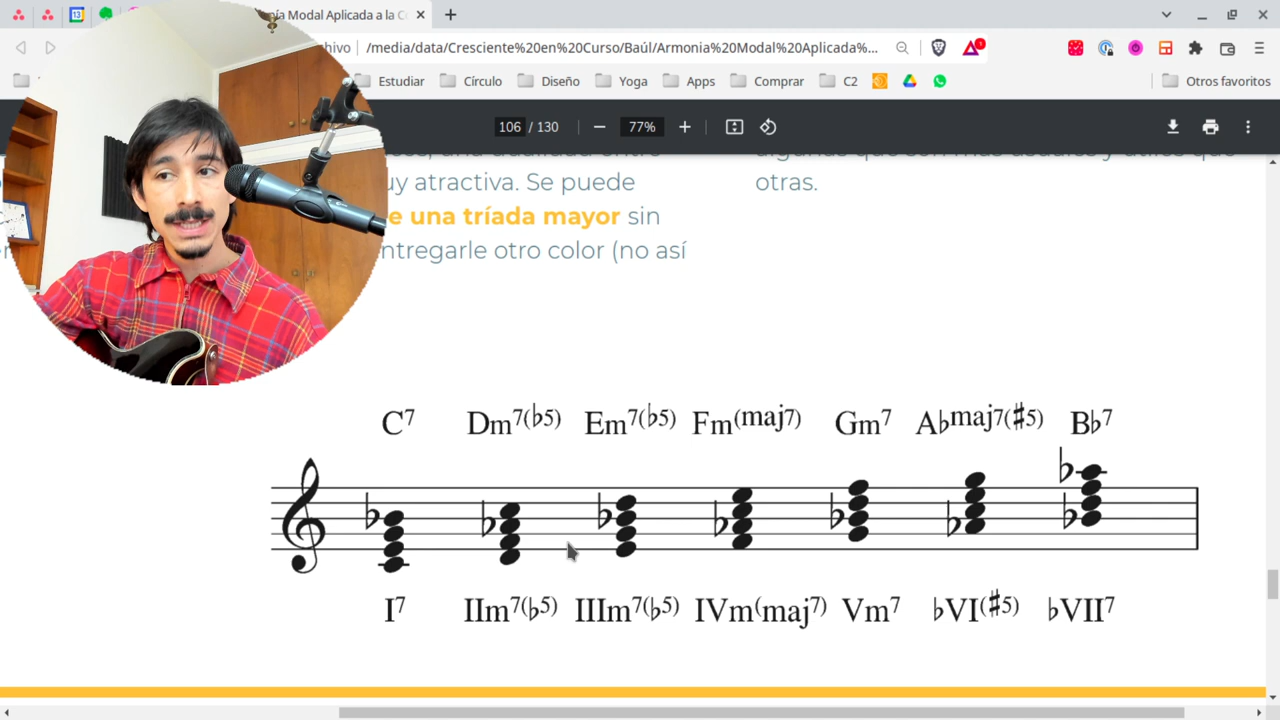 nía Modal Aplicada a la C
hivo /media/data/Cresciente%20en%20Curso/Baúl/Armonia%20Modal%20Aplicada%...
Estudiar Círculo Diseño Yoga Apps Comprar C2 Otros favoritos
106 / 130 77%
uy atractiva. Se puede
otras.
e una tríada mayor sin
ntregarle otro color (no así
C7 Dm7(♭5) Em7(♭5) Fm(maj7) Gm7 A♭maj7(♯5) B♭7
I7 IIm7(♭5) IIIm7(♭5) IVm(maj7) Vm7 ♭VI(♯5) ♭VII7